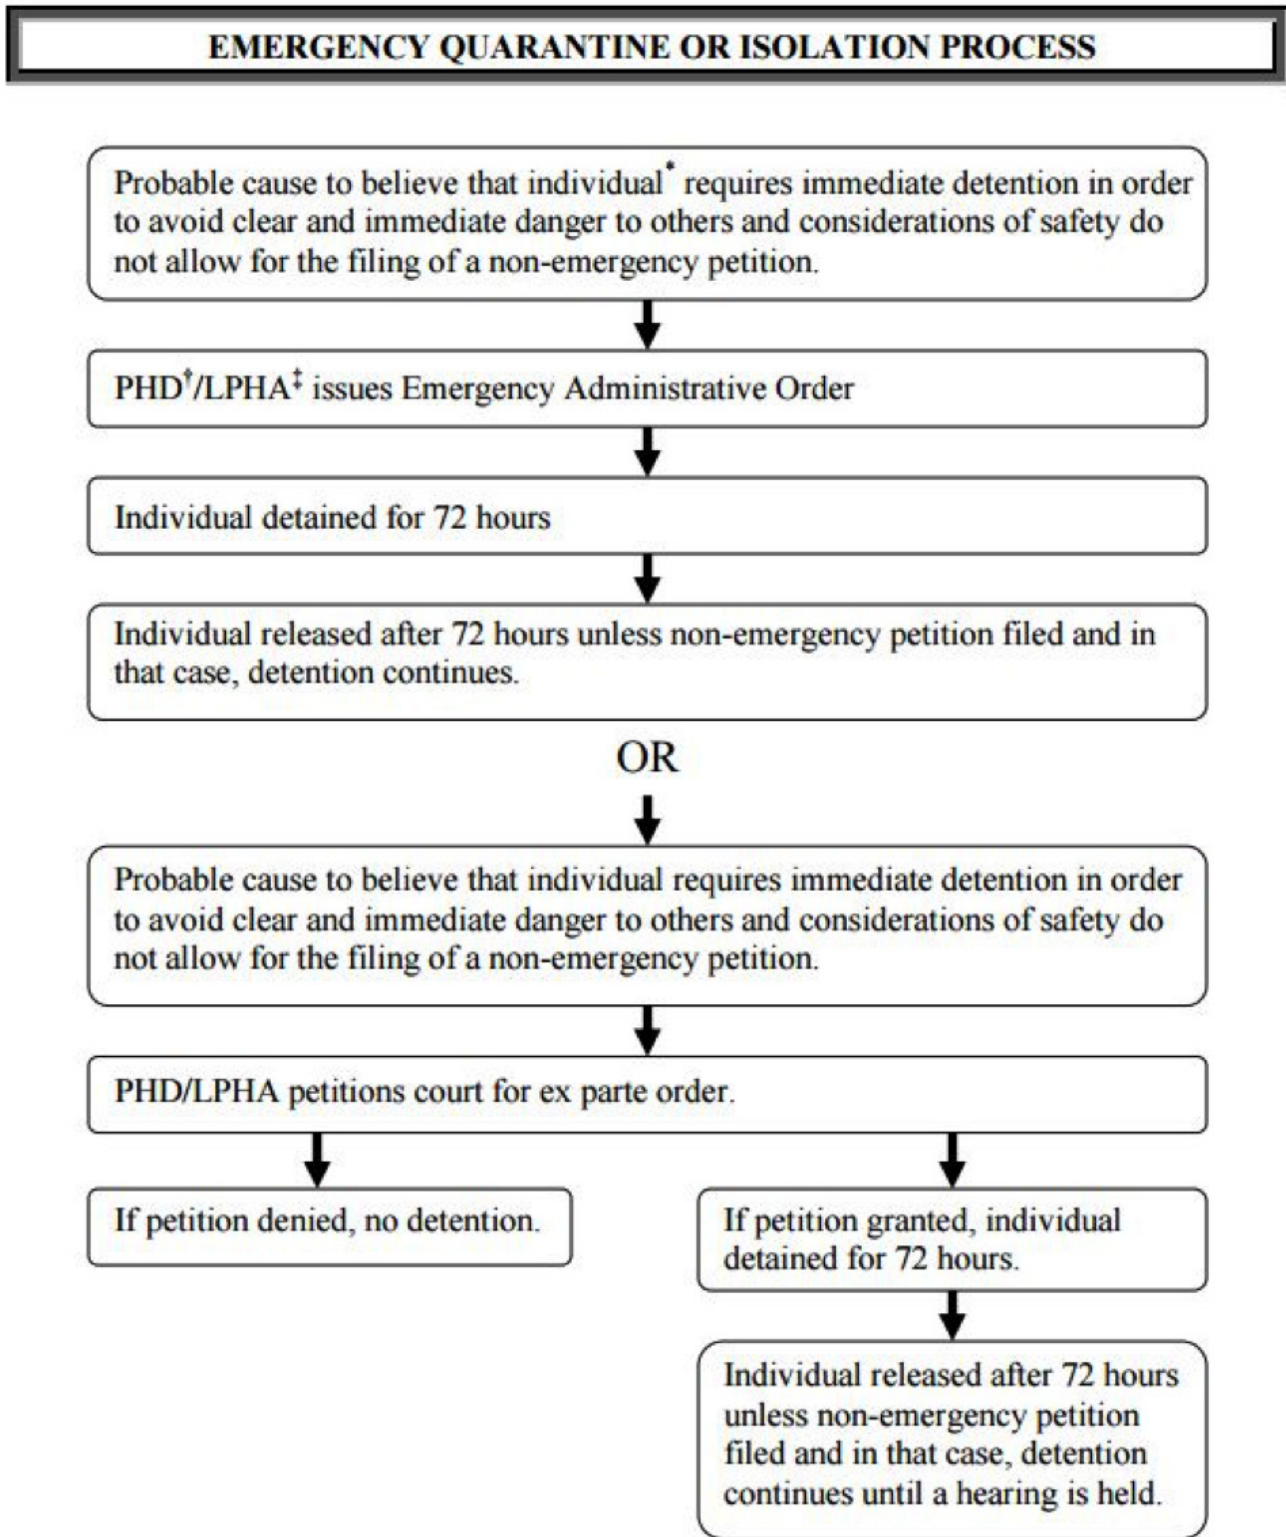 EMERGENCY QUARANTINE OR ISOLATION PROCESS
Probable cause to believe that individual* requires immediate detention in order
to avoid clear and immediate danger to others and considerations of safety do
not allow for the filing of a non-emergency petition.
PHD†/LPHA‡ issues Emergency Administrative Order
Individual detained for 72 hours
Individual released after 72 hours unless non-emergency petition filed and in
that case, detention continues.
OR
Probable cause to believe that individual requires immediate detention in order
to avoid clear and immediate danger to others and considerations of safety do
not allow for the filing of a non-emergency petition.
PHD/LPHA petitions court for ex parte order.
If petition denied, no detention.
If petition granted, individual
detained for 72 hours.
Individual released after 72 hours
unless non-emergency petition
filed and in that case, detention
continues until a hearing is held.